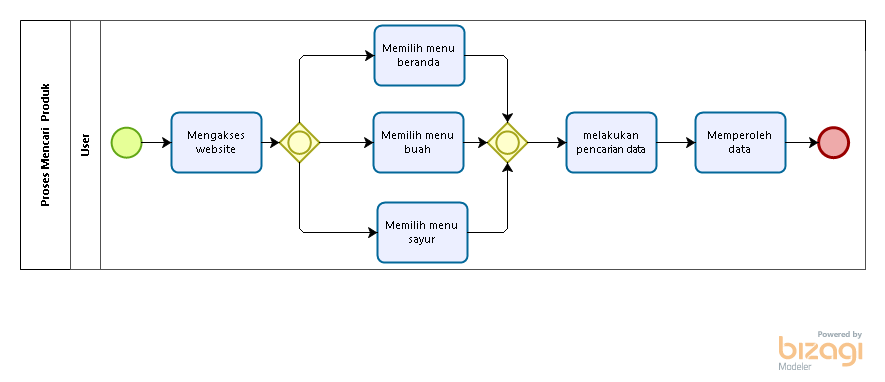 Proses Mencari Produk
User
Mengakses
website
Memilih menu
beranda
Memilih menu
buah
Memilih menu
sayur
melakukan
pencarian data
Memperoleh
data
Powered by
bizagi
Modeler